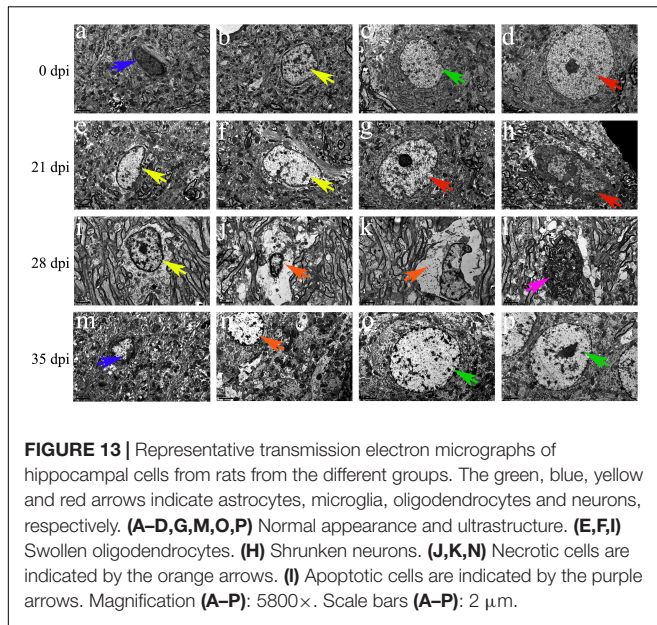 a b c d
0 dpi
e f g h
21 dpi
i j k l
28 dpi
m n o p
35 dpi
FIGURE 13 | Representative transmission electron micrographs of
hippocampal cells from rats from the different groups. The green, blue, yellow
and red arrows indicate astrocytes, microglia, oligodendrocytes and neurons,
respectively. (A–D,G,M,O,P) Normal appearance and ultrastructure. (E,F,I)
Swollen oligodendrocytes. (H) Shrunken neurons. (J,K,N) Necrotic cells are
indicated by the orange arrows. (I) Apoptotic cells are indicated by the purple
arrows. Magnification (A–P): 5800×. Scale bars (A–P): 2 μm.